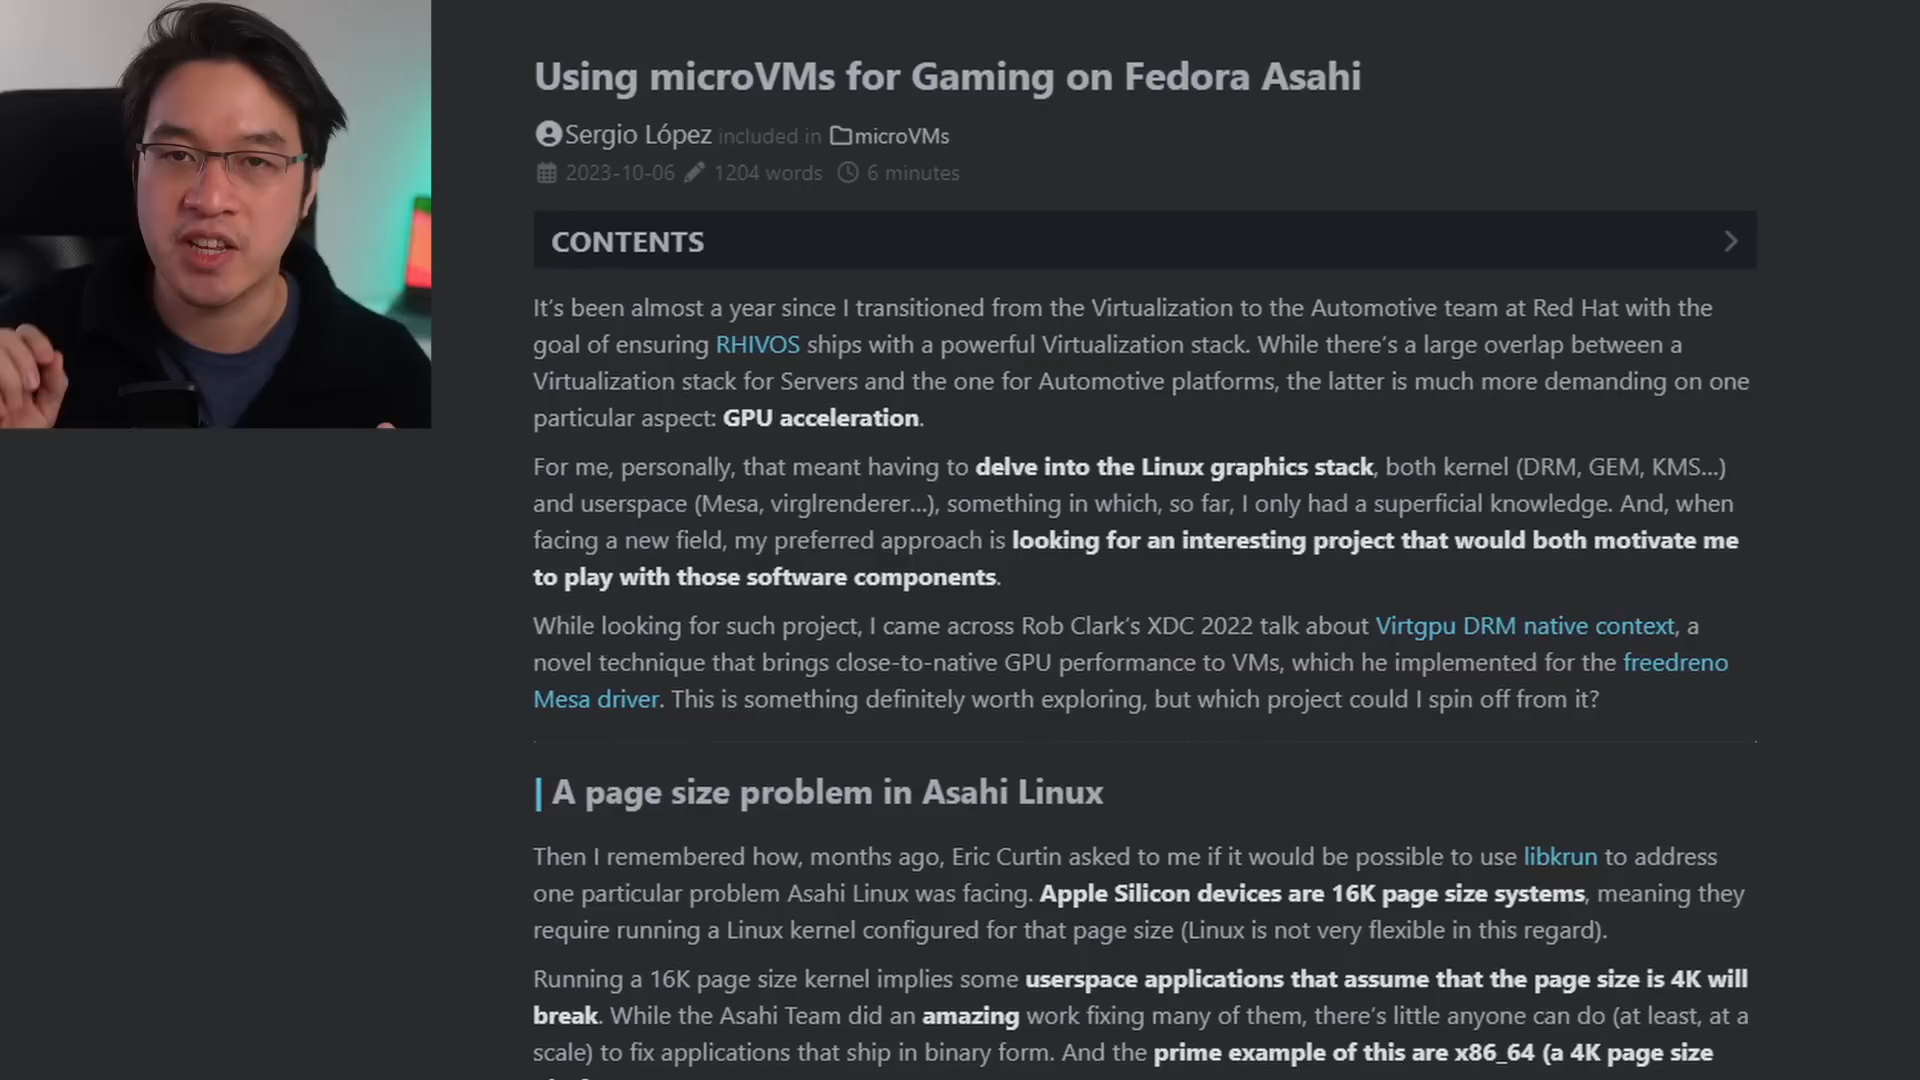 Using microVMs for Gaming on Fedora Asahi
Sergio López included in microVMs
2023-10-06 1204 words 6 minutes
CONTENTS
It's been almost a year since I transitioned from the Virtualization to the Automotive team at Red Hat with the
goal of ensuring RHIVOS ships with a powerful Virtualization stack. While there's a large overlap between a
Virtualization stack for Servers and the one for Automotive platforms, the latter is much more demanding on one
particular aspect: GPU acceleration.
For me, personally, that meant having to delve into the Linux graphics stack, both kernel (DRM, GEM, KMS...)
and userspace (Mesa, virglrenderer...), something in which, so far, I only had a superficial knowledge. And, when
facing a new field, my preferred approach is looking for an interesting project that would both motivate me
to play with those software components.
While looking for such project, I came across Rob Clark's XDC 2022 talk about Virtgpu DRM native context, a
novel technique that brings close-to-native GPU performance to VMs, which he implemented for the freedreno
Mesa driver. This is something definitely worth exploring, but which project could I spin off from it?
A page size problem in Asahi Linux
Then I remembered how, months ago, Eric Curtin asked to me if it would be possible to use libkrun to address
one particular problem Asahi Linux was facing. Apple Silicon devices are 16K page size systems, meaning they
require running a Linux kernel configured for that page size (Linux is not very flexible in this regard).
Running a 16K page size kernel implies some userspace applications that assume that the page size is 4K will
break. While the Asahi Team did an amazing work fixing many of them, there's little anyone can do (at least, at a
scale) to fix applications that ship in binary form. And the prime example of this are x86_64 (a 4K page size